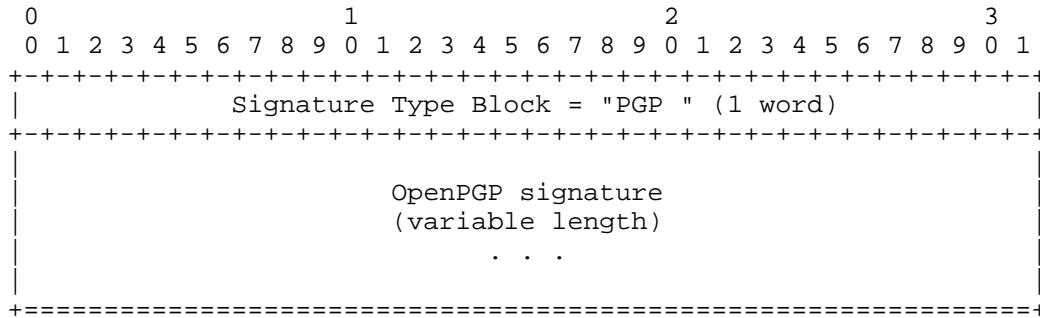 0                   1                   2                   3
0 1 2 3 4 5 6 7 8 9 0 1 2 3 4 5 6 7 8 9 0 1 2 3 4 5 6 7 8 9 0 1
+-+-+-+-+-+-+-+-+-+-+-+-+-+-+-+-+-+-+-+-+-+-+-+-+-+-+-+-+-+-+-+-+
|             Signature Type Block = "PGP " (1 word)            |
+-+-+-+-+-+-+-+-+-+-+-+-+-+-+-+-+-+-+-+-+-+-+-+-+-+-+-+-+-+-+-+-+
|                                                               |
|                       OpenPGP signature                       |
|                       (variable length)                       |
|                             . . .                             |
|                                                               |
+===============================================================+